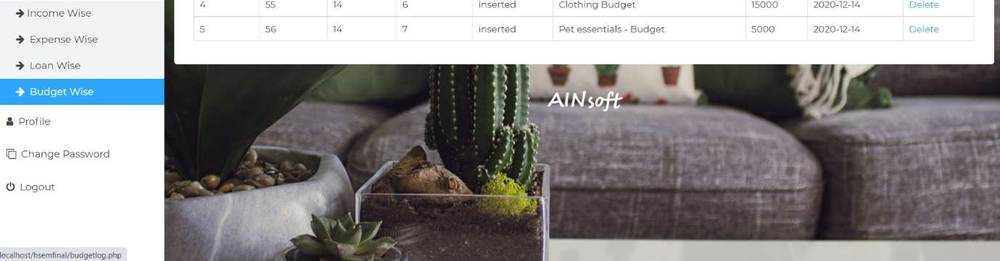 Income Wise
Expense Wise
Loan Wise
Budget Wise
Profile
Change Password
Logout
4 55 14 6 inserted Clothing Budget 15000 2020-12-14 Delete
5 56 14 7 inserted Pet essentials - Budget 5000 2020-12-14 Delete
AINsoft
localhost/hsemfinal/budgetlog.php